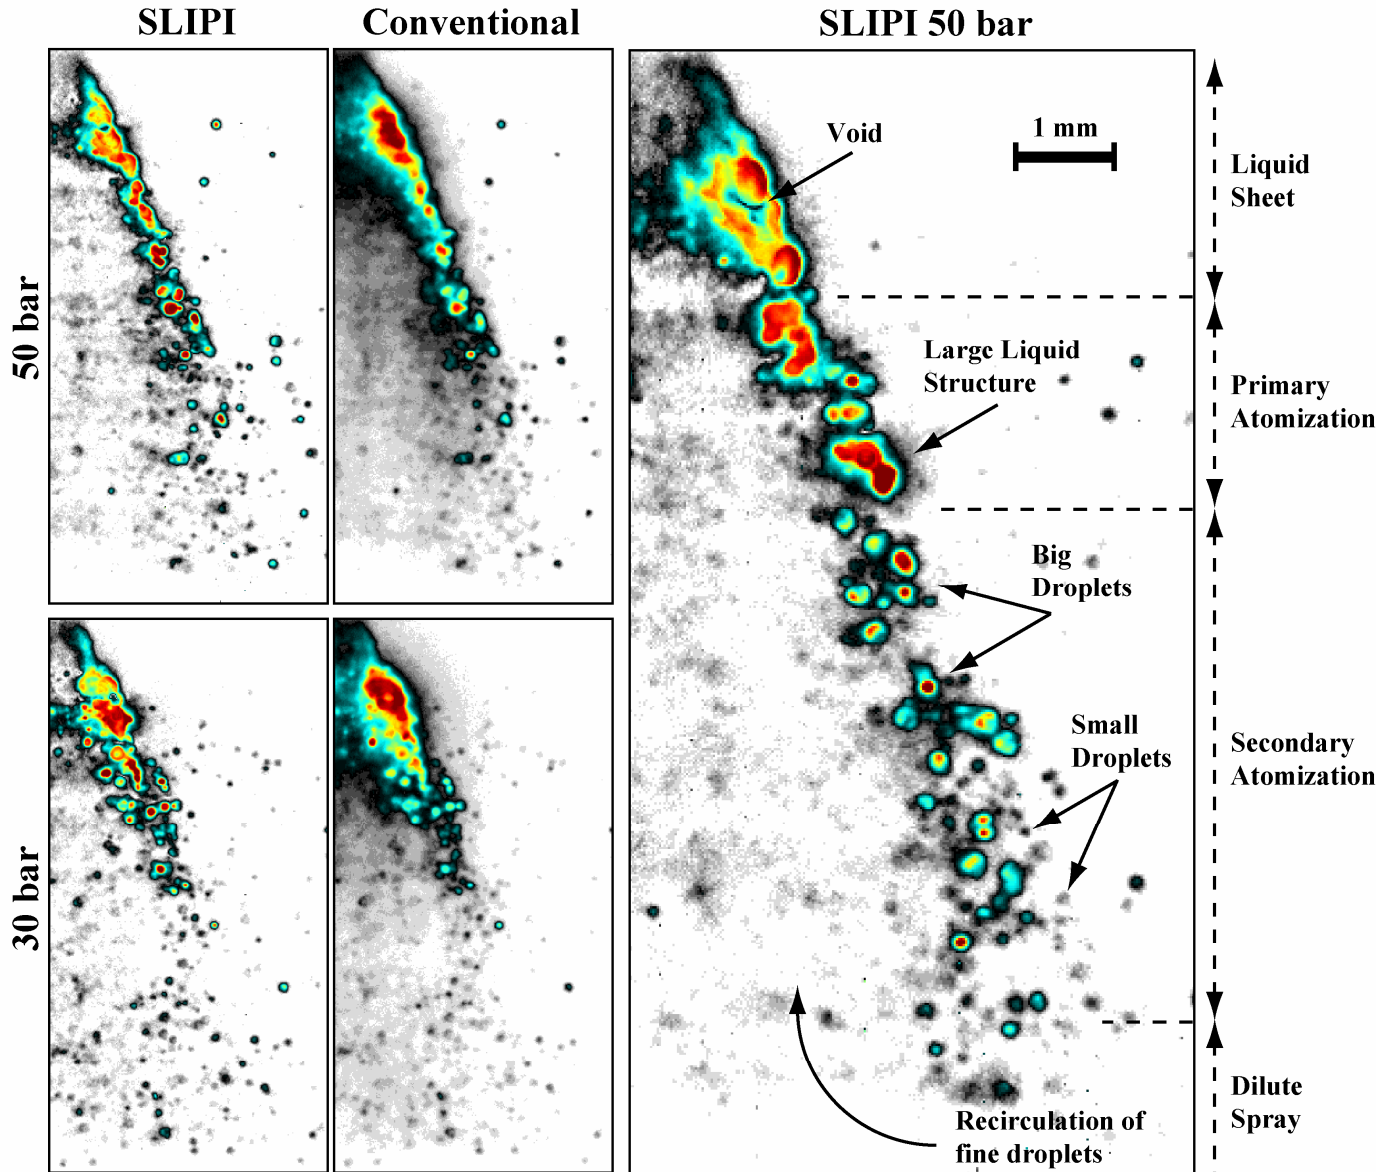 SLIPI
Conventional
SLIPI 50 bar
50 bar
30 bar
Void
1 mm
Liquid
Sheet
Large Liquid
Structure
Primary
Atomization
Big
Droplets
Small
Droplets
Secondary
Atomization
Recirculation of
fine droplets
Dilute
Spray